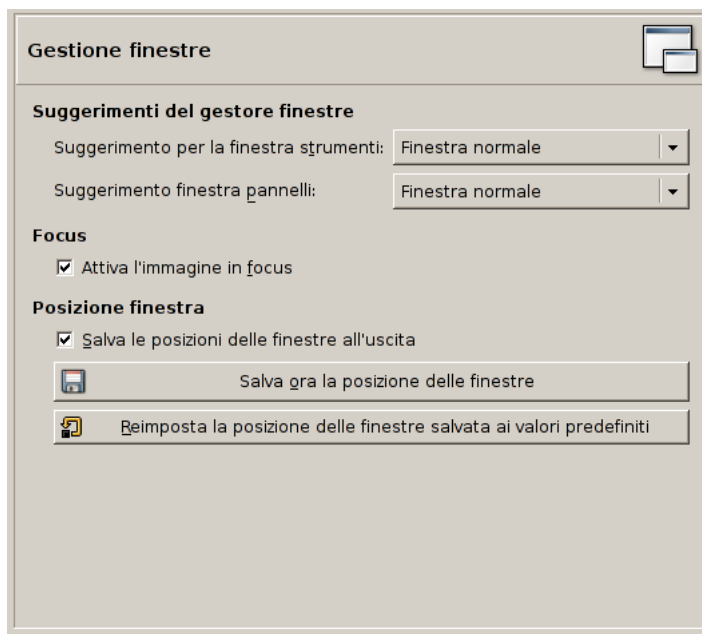 Gestione finestre
Suggerimenti del gestore finestre
Suggerimento per la finestra strumenti: Finestra normale
Suggerimento finestra pannelli: Finestra normale
Focus
Attiva l'immagine in focus
Posizione finestra
Salva le posizioni delle finestre all'uscita
Salva ora la posizione delle finestre
Reimposta la posizione delle finestre salvata ai valori predefiniti